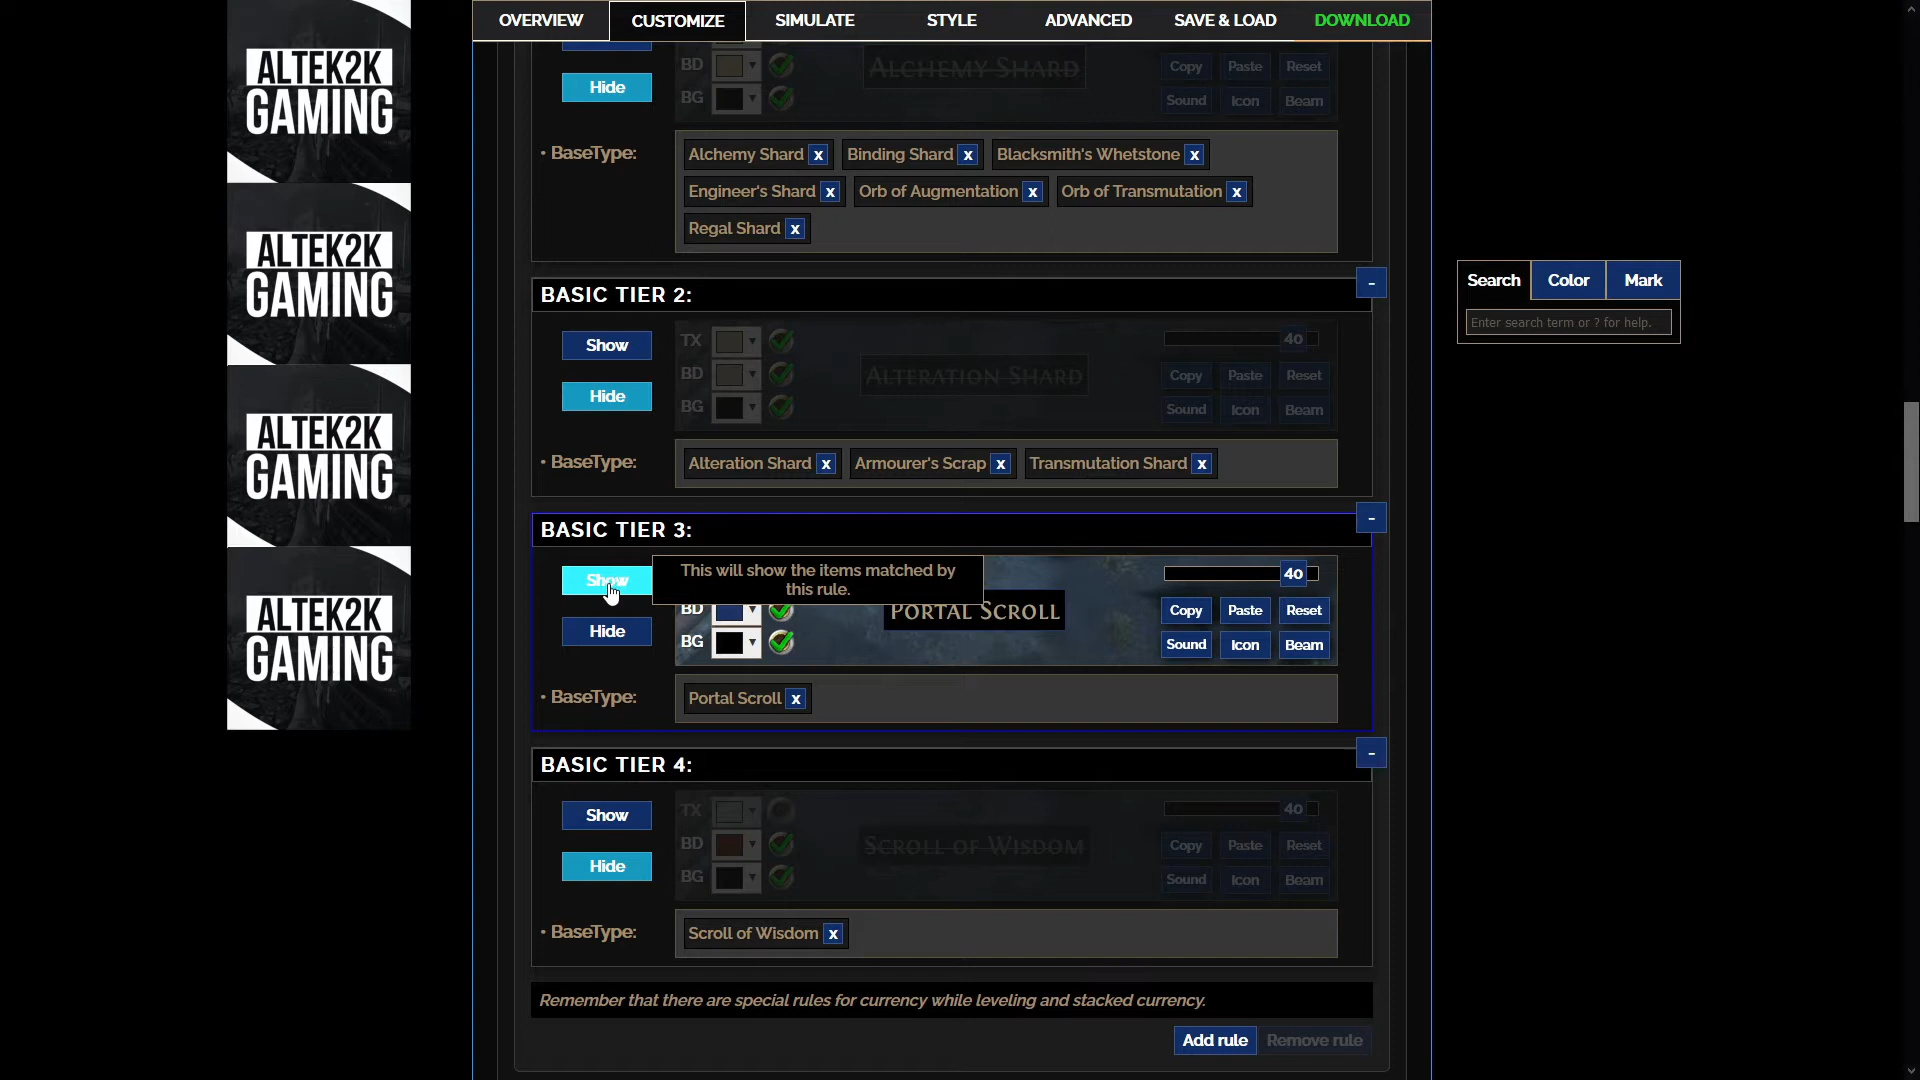 OVERVIEW CUSTOMIZE SIMULATE STYLE ADVANCED SAVE & LOAD DOWNLOAD
ALTEK2K
GAMING
ALTEK2K
GAMING
ALTEK2K
GAMING
ALTEK2K
GAMING
BD ALCHEMY SHARD Copy Paste Reset
Hide
BG Sound Icon Beam
• BaseType: Alchemy Shard x Binding Shard x Blacksmith's Whetstone x
Engineer's Shard x Orb of Augmentation x Orb of Transmutation x
Regal Shard x
BASIC TIER 2: -
Show TX 40
BD ALTERATION SHARD Copy Paste Reset
Hide
BG Sound Icon Beam
• BaseType: Alteration Shard x Armourer's Scrap x Transmutation Shard x
BASIC TIER 3: -
Show This will show the items matched by 40
this rule.
BD PORTAL SCROLL Copy Paste Reset
Hide
BG Sound Icon Beam
• BaseType: Portal Scroll x
BASIC TIER 4: -
Show TX 40
BD SCROLL OF WISDOM Copy Paste Reset
Hide
BG Sound Icon Beam
• BaseType: Scroll of Wisdom x
Remember that there are special rules for currency while leveling and stacked currency.
Add rule Remove rule
Search Color Mark
Enter search term or ? for help.